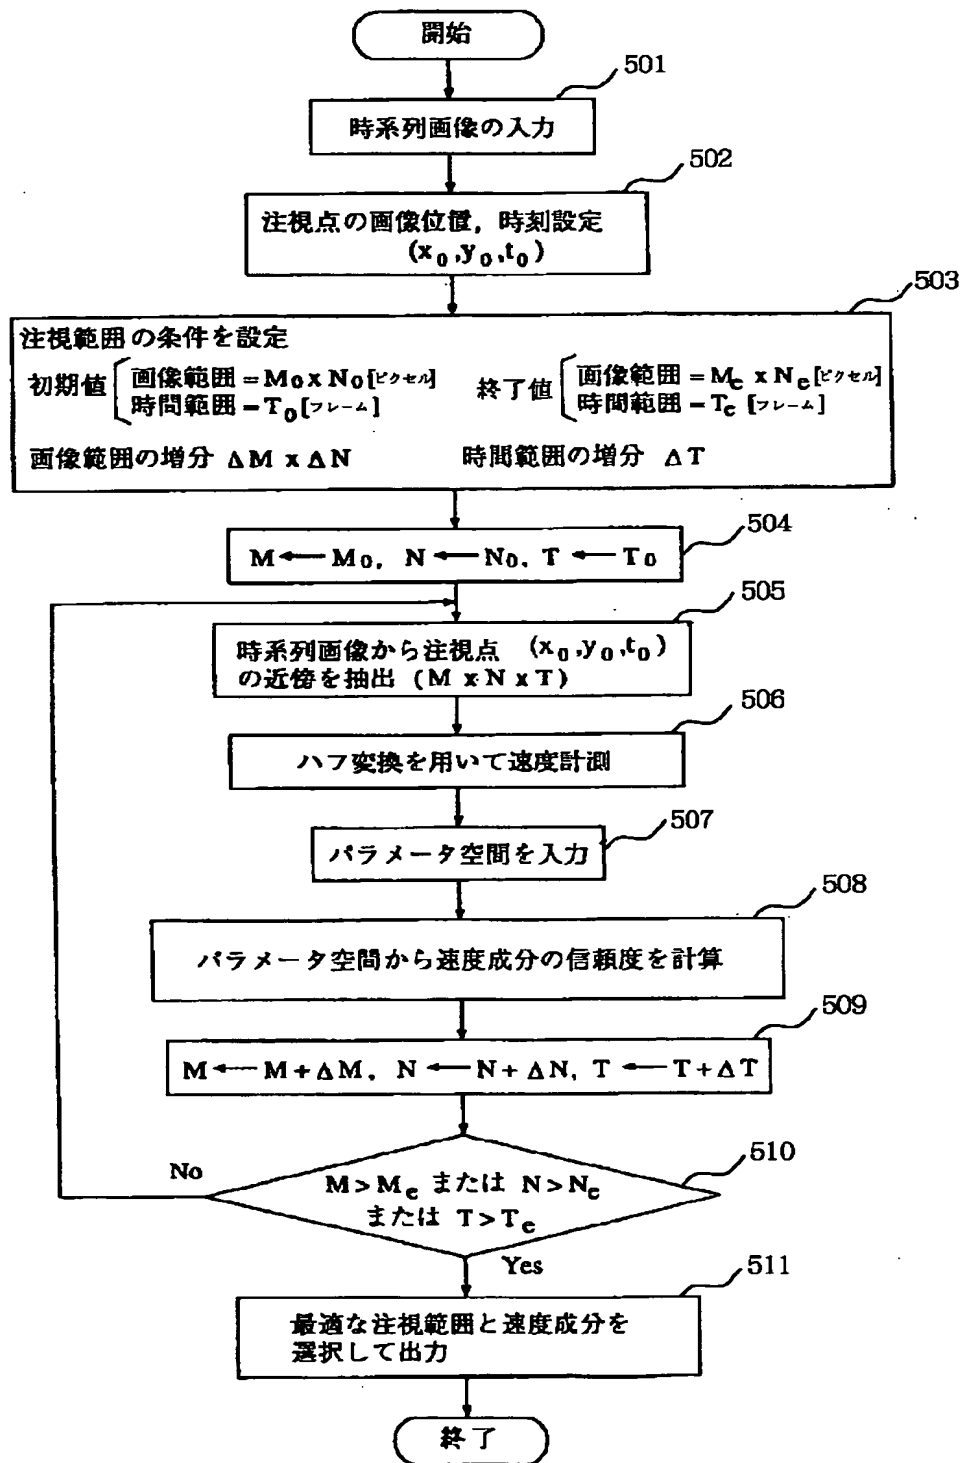 開始
501
時系列画像の入力
502
注視点の画像位置, 時刻設定
(x₀,y₀,t₀)
503
注視範囲の条件を設定
初期値 画像範囲=M₀ x N₀[ピクセル]
時間範囲=T₀[フレーム]
終了値 画像範囲=Me x Ne[ピクセル]
時間範囲=Te[フレーム]
画像範囲の増分 ΔM x ΔN 時間範囲の増分 ΔT
504
M ← M₀, N ← N₀, T ← T₀
505
時系列画像から注視点 (x₀,y₀,t₀)
の近傍を抽出 (M x N x T)
506
ハフ変換を用いて速度計測
507
パラメータ空間を入力
508
パラメータ空間から速度成分の信頼度を計算
509
M ← M+ΔM, N ← N+ΔN, T ← T+ΔT
510
No
M>Me または N>Ne
または T>Te
Yes
511
最適な注視範囲と速度成分を
選択して出力
終了